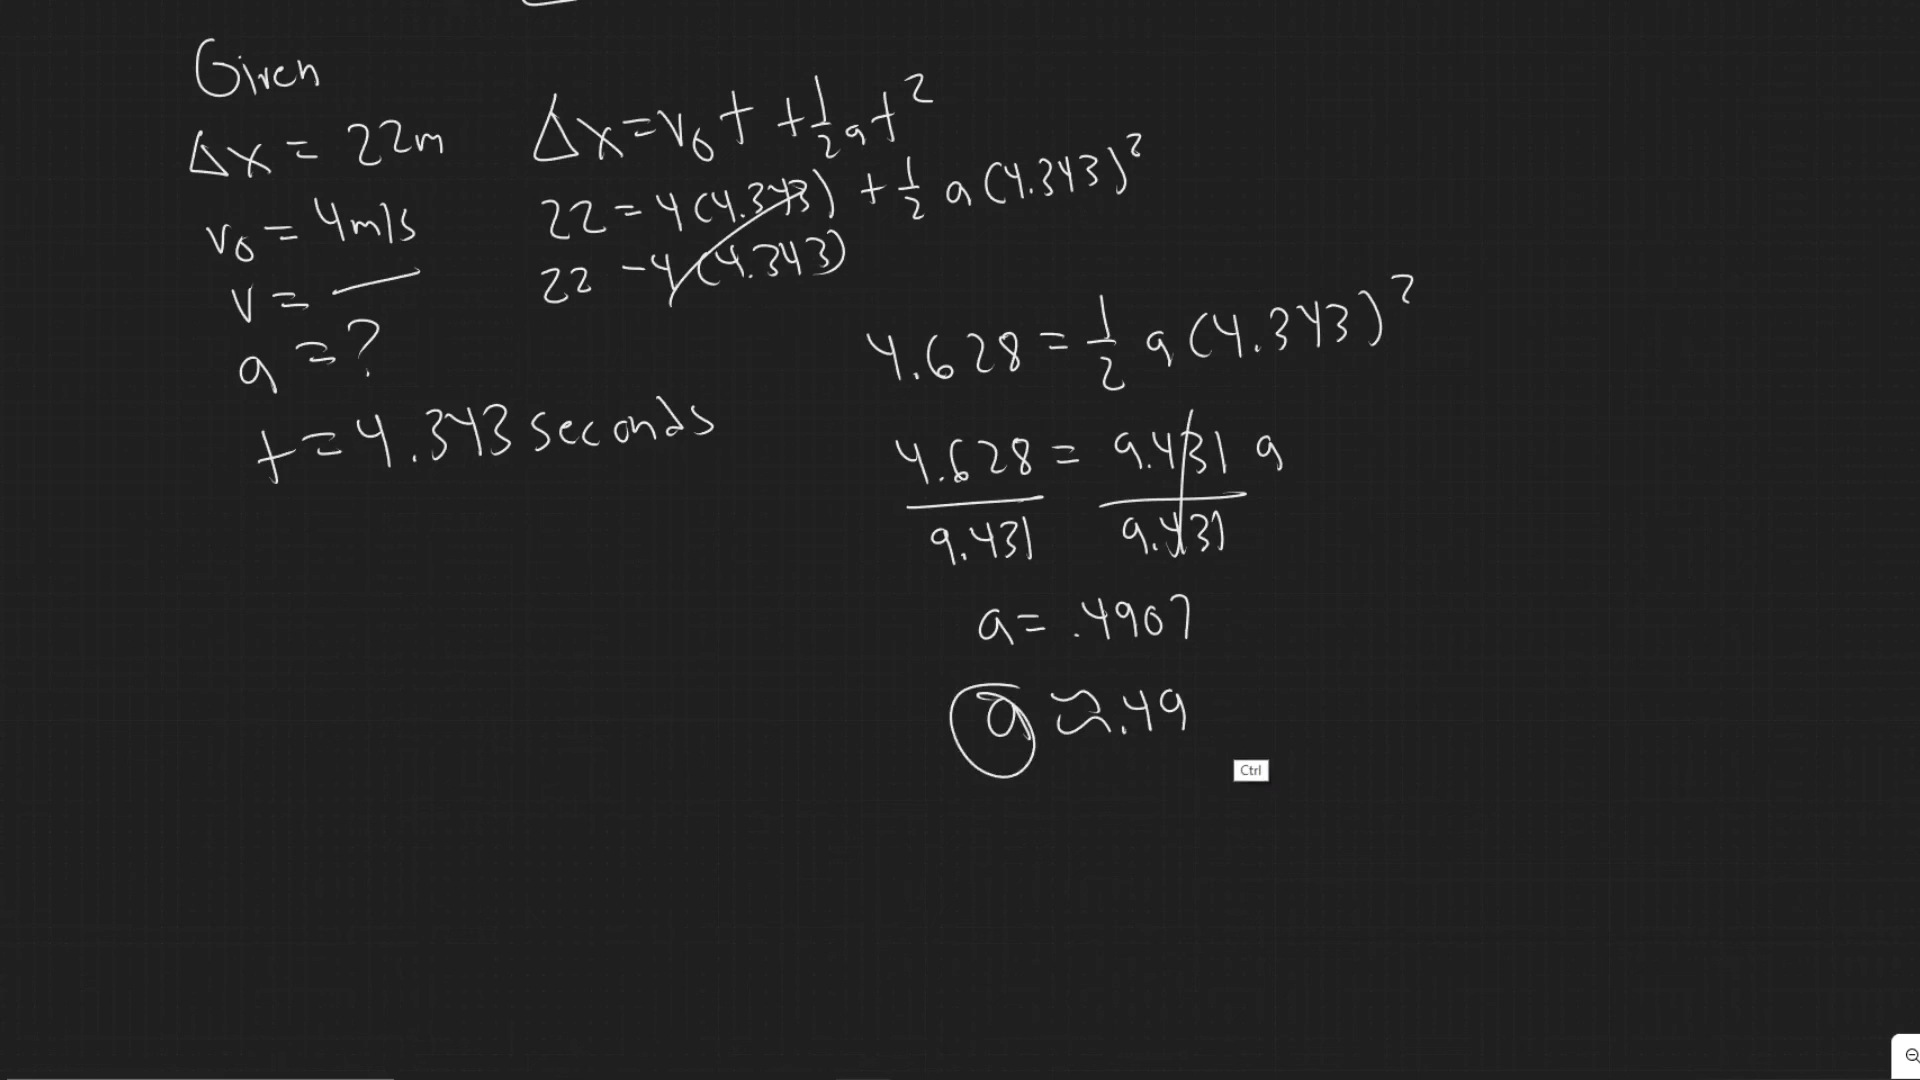 Given
Δx = 22m
v₀ = 4m/s
v = —
a = ?
t = 4.343 seconds
Δx = v₀t + 1/2 at²
22 = 4(4.343) + 1/2 a(4.343)²
22 - 4(4.343)
4.628 = 1/2 a(4.343)²
4.628 = 9.431 a
9.431 9.431
a = .4907
a ≈ .49
Ctrl